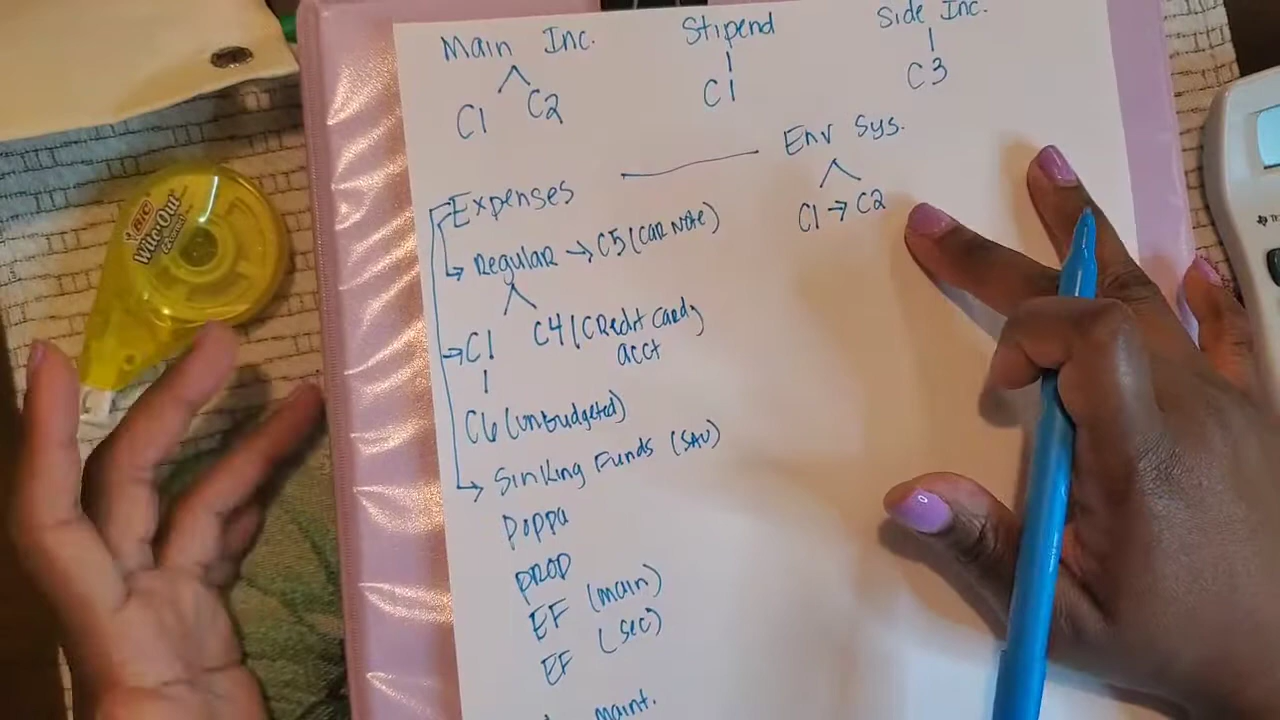 Main Inc.
C1 C2
Stipend
C1
Side Inc.
C3
Env Sys.
C1 → C2
Expenses
→ Regular → C5 (Car Note)
→ C1
C4 (Credit Card)
acct
C6 (unbudgeted)
→ Sinking Funds (SAV)
Poppa
PROD
EF (main)
EF (sec)
maint.
BIC
Wite-Out